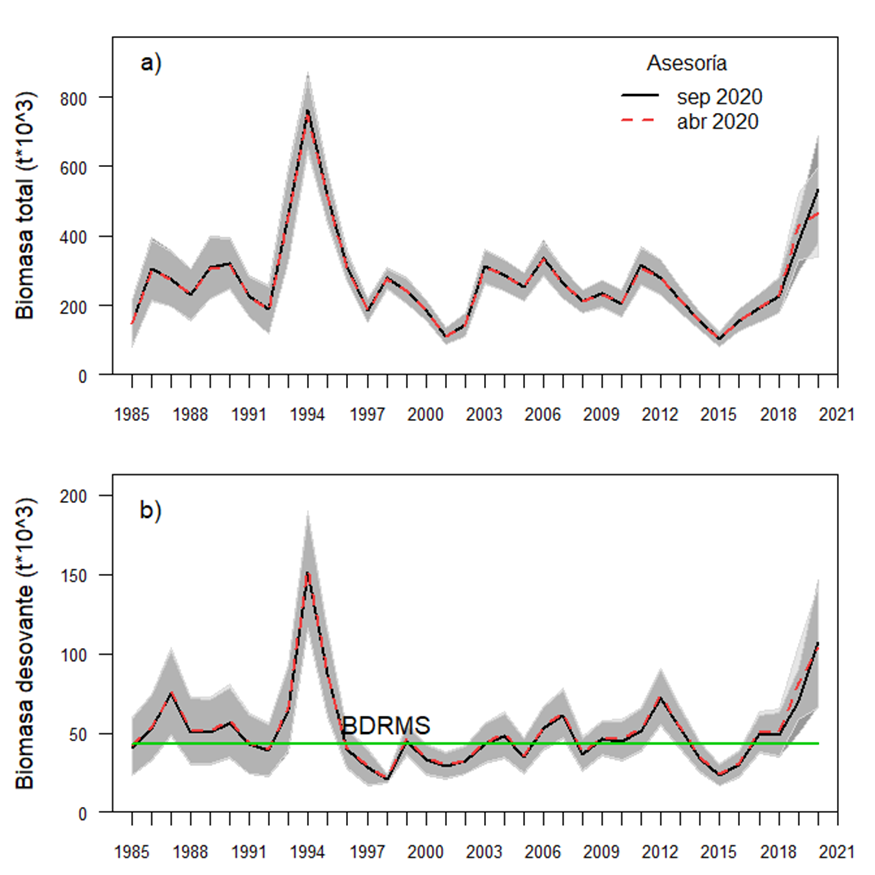 a)
Asesoría
sep 2020
abr 2020
Biomasa total (t*10^3)
800
600
400
200
0
1985 1988 1991 1994 1997 2000 2003 2006 2009 2012 2015 2018 2021
b)
BDRMS
Biomasa desovante (t*10^3)
200
150
100
50
0
1985 1988 1991 1994 1997 2000 2003 2006 2009 2012 2015 2018 2021